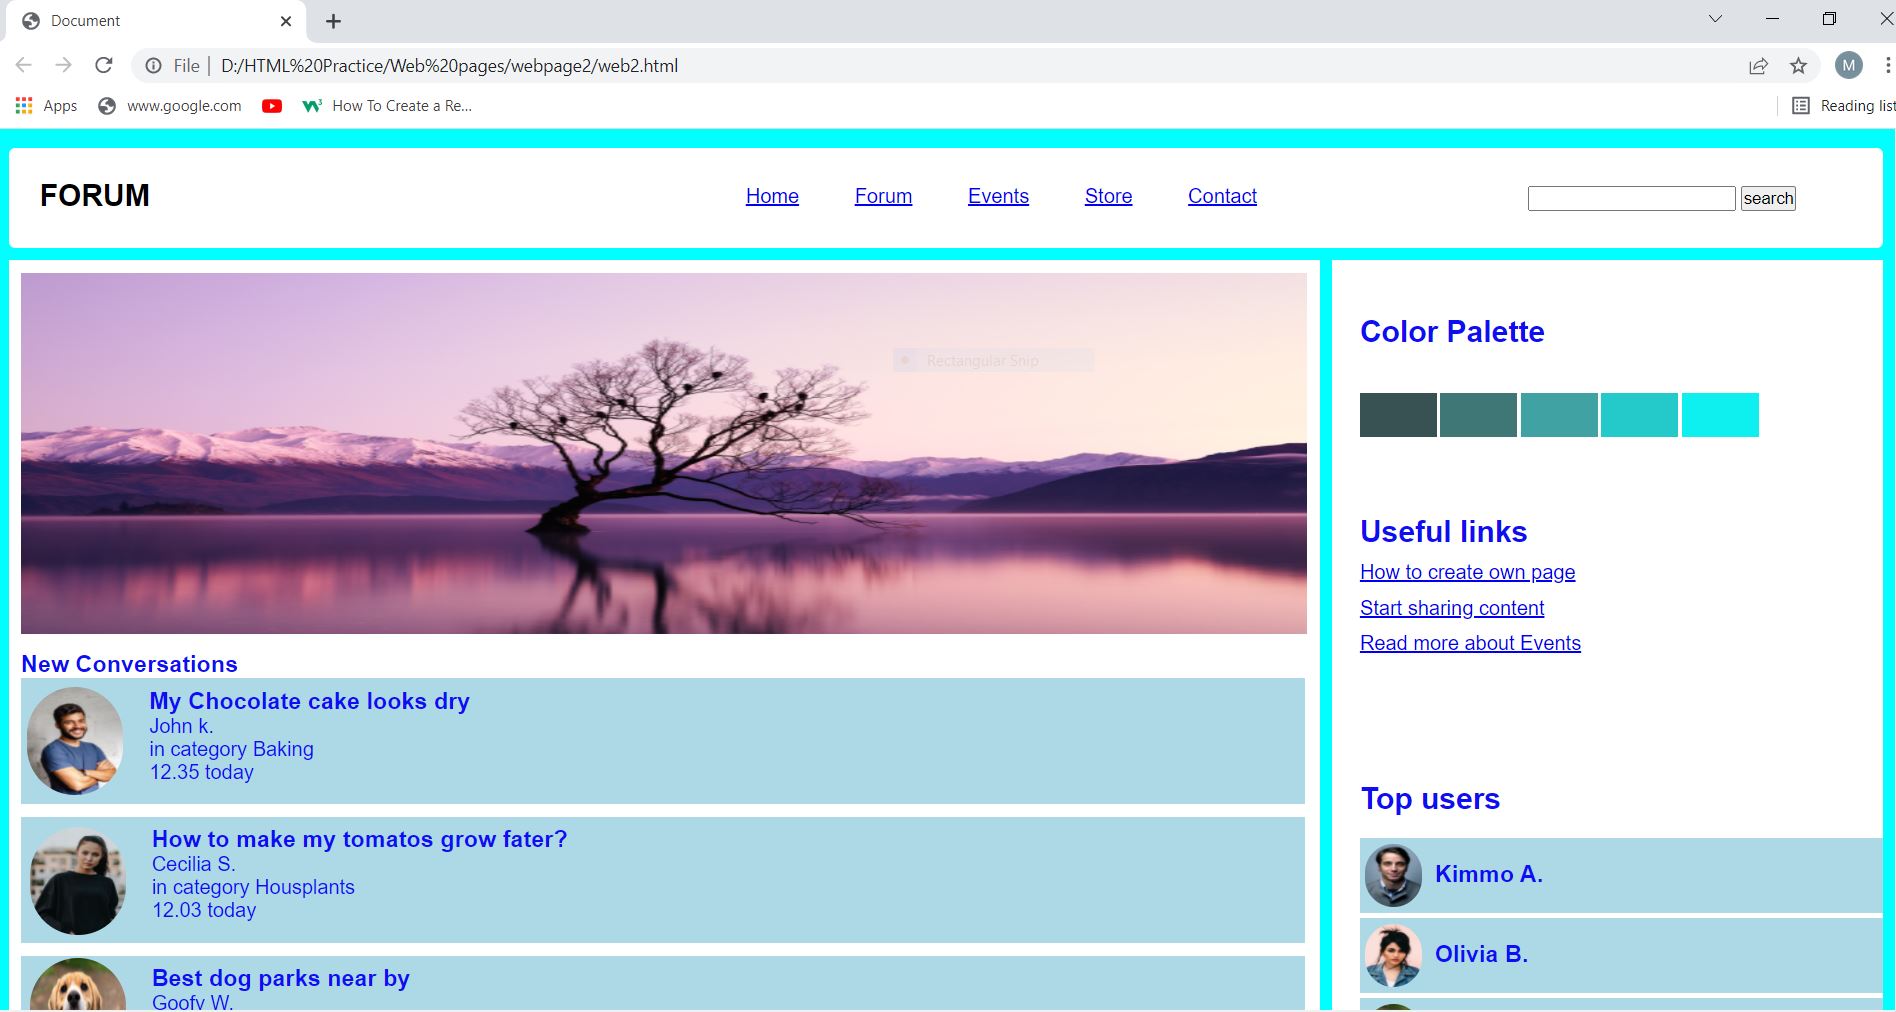 Document
File | D:/HTML%20Practice/Web%20pages/webpage2/web2.html
M
Apps www.google.com How To Create a Re... Reading list
FORUM Home Forum Events Store Contact search
Rectangular Snip
New Conversations
My Chocolate cake looks dry
John k.
in category Baking
12.35 today
How to make my tomatos grow fater?
Cecilia S.
in category Housplants
12.03 today
Best dog parks near by
Goofy W.
Color Palette
Useful links
How to create own page
Start sharing content
Read more about Events
Top users
Kimmo A.
Olivia B.